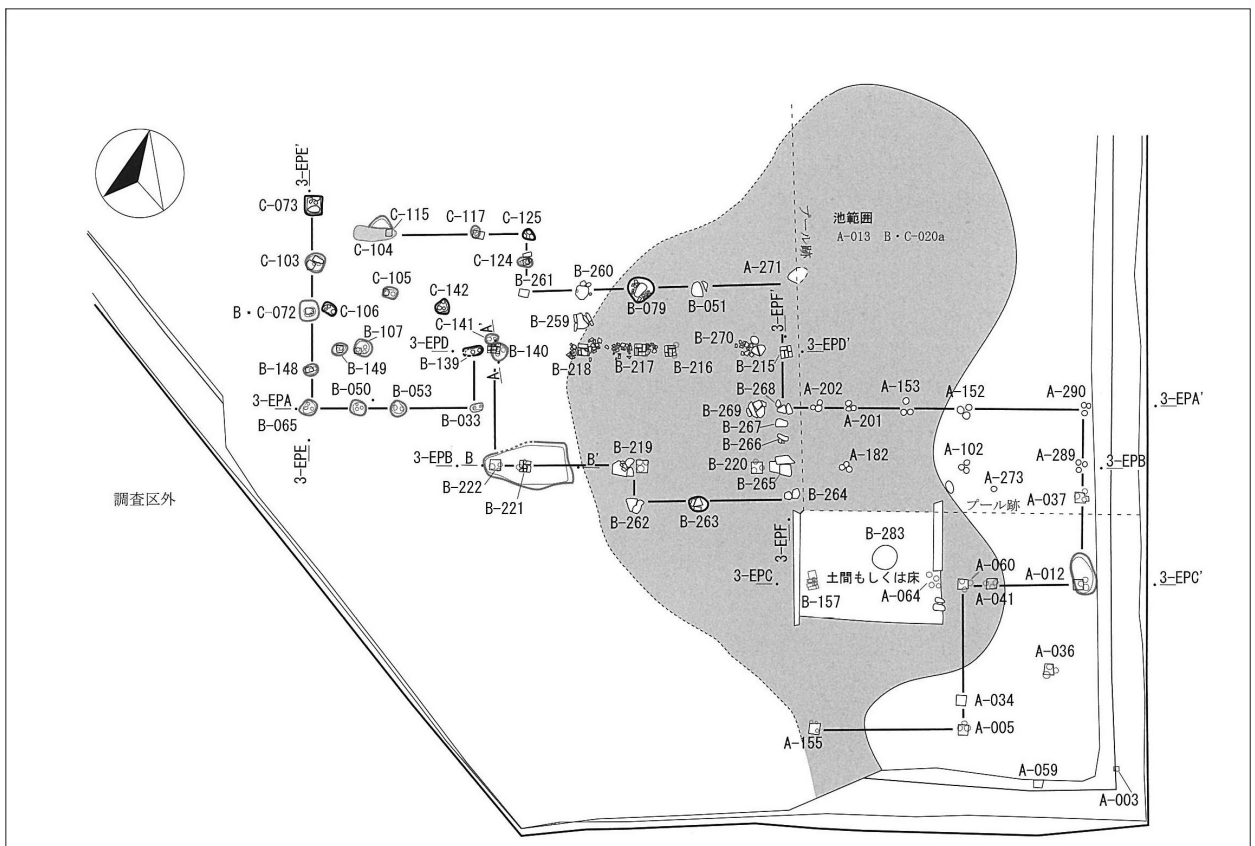 3-EPE'
C-073
C-115
C-117
C-125
C-104
C-103
C-124
C-105
B-261
B-260
A-271
プール跡
池範囲
A-013 B・C-020a
B・C-072
C-106
C-142
B-079
B-051
3-EPF'
B-259
B-107
C-141
A'
3-EPD
B-140
B-270
3-EPD'
B-149
B-139
A
B-218
B-217
B-216
B-215
B-148
B-050
B-053
B-268
A-202
A-153
A-152
A-290
3-EPA
B-065
B-033
B-269
A-201
3-EPA'
B-267
B-266
3-EPE
3-EPB
B
B'
B-219
B-220
A-182
A-102
A-289
3-EPB
B-222
B-265
A-273
A-037
B-221
B-264
調査区外
B-262
B-263
プール跡
3-EPF
B-283
A-060
A-012
3-EPC
土間もしくは床
3-EPC'
B-157
A-064
A-041
A-036
A-034
A-155
A-005
A-059
A-003